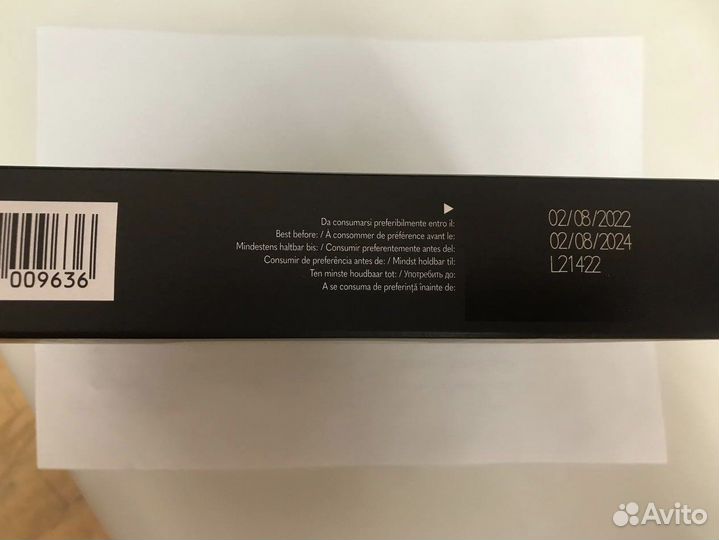 009636
Da consumarsi preferibilmente entro il:
Best before: / À consommer de préférence avant le:
Mindestens haltbar bis: / Consumir preferentemente antes del:
Consumir de preferência antes de: / Mindst holdbar til:
Ten minste houdbaar tot: / Употребить до:
A se consuma de preferință înainte de:
02/08/2022
02/08/2024
L21422
Avito